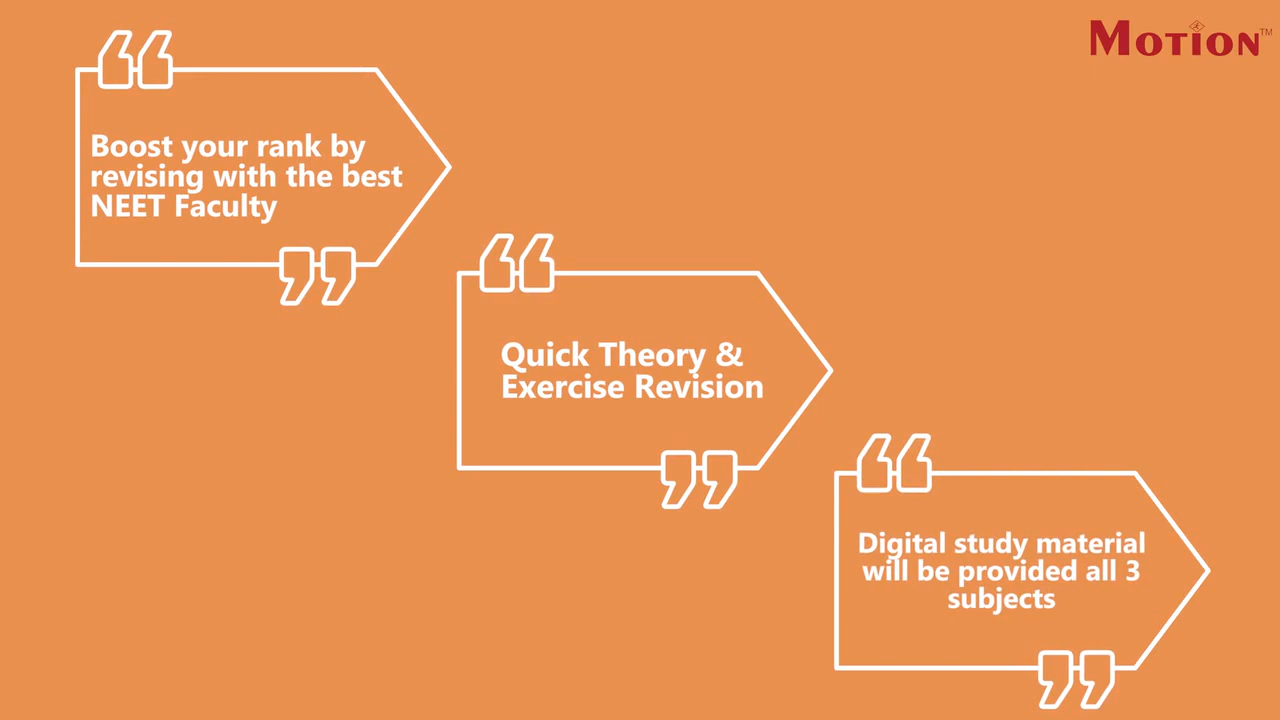 MOTION™
Boost your rank by
revising with the best
NEET Faculty
Quick Theory &
Exercise Revision
Digital study material
will be provided all 3
subjects